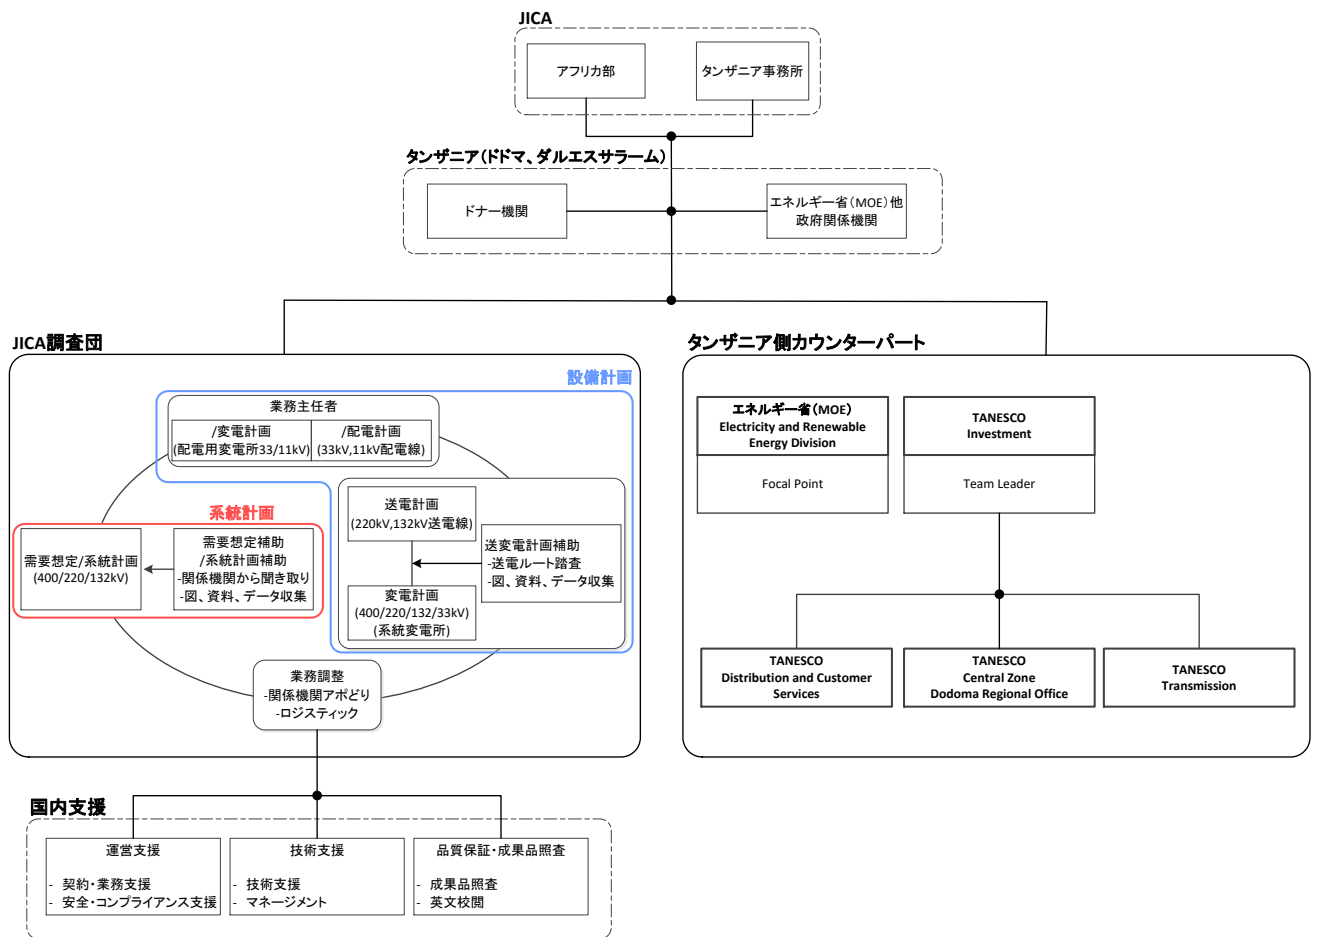 JICA
アフリカ部
タンザニア事務所
タンザニア(ドドマ、ダルエスサラーム)
ドナー機関
エネルギー省(MOE)他
政府関係機関
JICA調査団
設備計画
業務主任者
/変電計画
(配電用変電所33/11kV)
/配電計画
(33kV,11kV配電線)
送電計画
(220kV,132kV送電線)
送変電計画補助
-送電ルート踏査
-図、資料、データ収集
変電計画
(400/220/132/33kV)
(系統変電所)
系統計画
需要想定/系統計画
(400/220/132kV)
需要想定補助
/系統計画補助
-関係機関から聞き取り
-図、資料、データ収集
業務調整
-関係機関アポどり
-ロジスティック
タンザニア側カウンターパート
エネルギー省(MOE)
Electricity and Renewable
Energy Division
Focal Point
TANESCO
Investment
Team Leader
TANESCO
Distribution and Customer
Services
TANESCO
Central Zone
Dodoma Regional Office
TANESCO
Transmission
国内支援
運営支援
- 契約・業務支援
- 安全・コンプライアンス支援
技術支援
- 技術支援
- マネージメント
品質保証・成果品照査
- 成果品照査
- 英文校閲